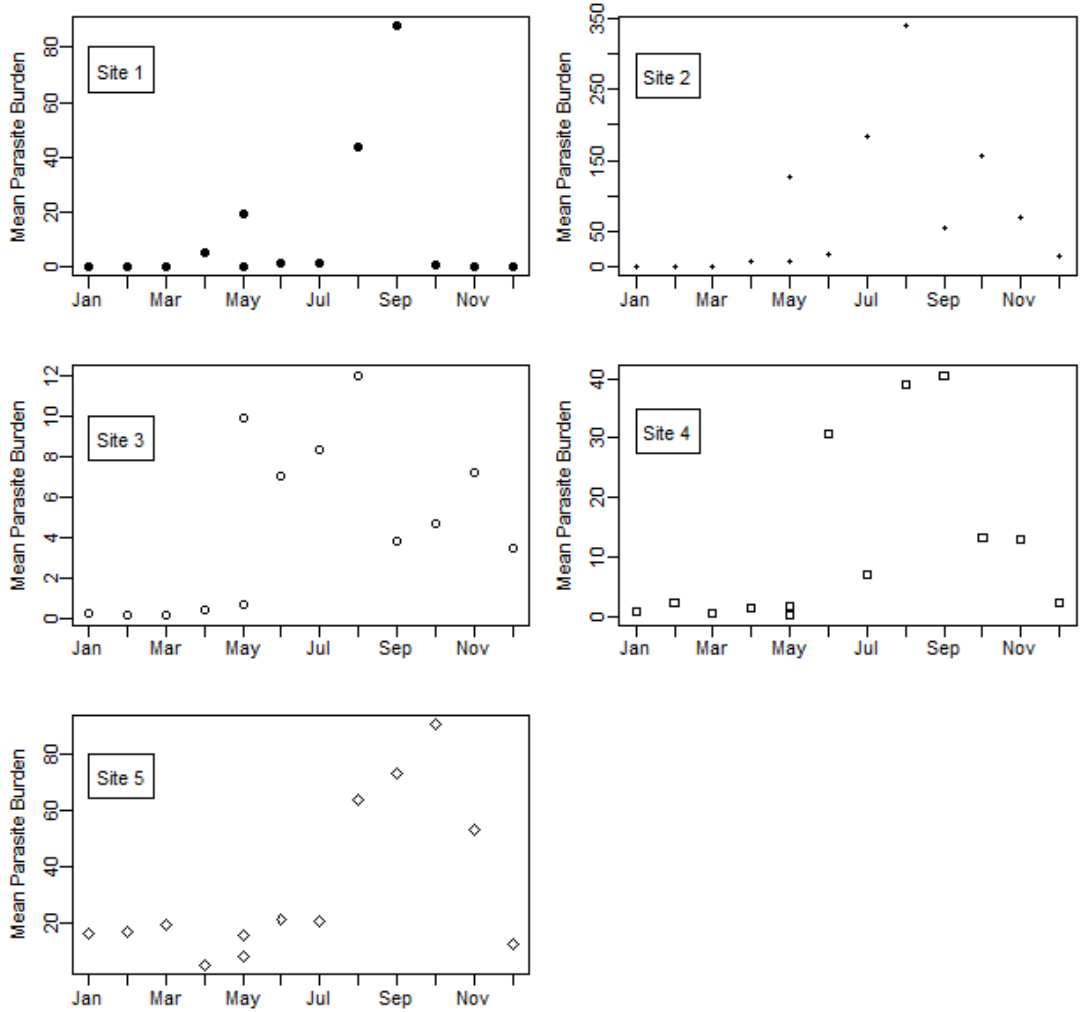 Mean Parasite Burden
80
60
40
20
0
Site 1
Jan Mar May Jul Sep Nov
Mean Parasite Burden
350
250
150
50
0
Site 2
Jan Mar May Jul Sep Nov
Mean Parasite Burden
12
10
8
6
4
2
0
Site 3
Jan Mar May Jul Sep Nov
Mean Parasite Burden
40
30
20
10
0
Site 4
Jan Mar May Jul Sep Nov
Mean Parasite Burden
80
60
40
20
Site 5
Jan Mar May Jul Sep Nov